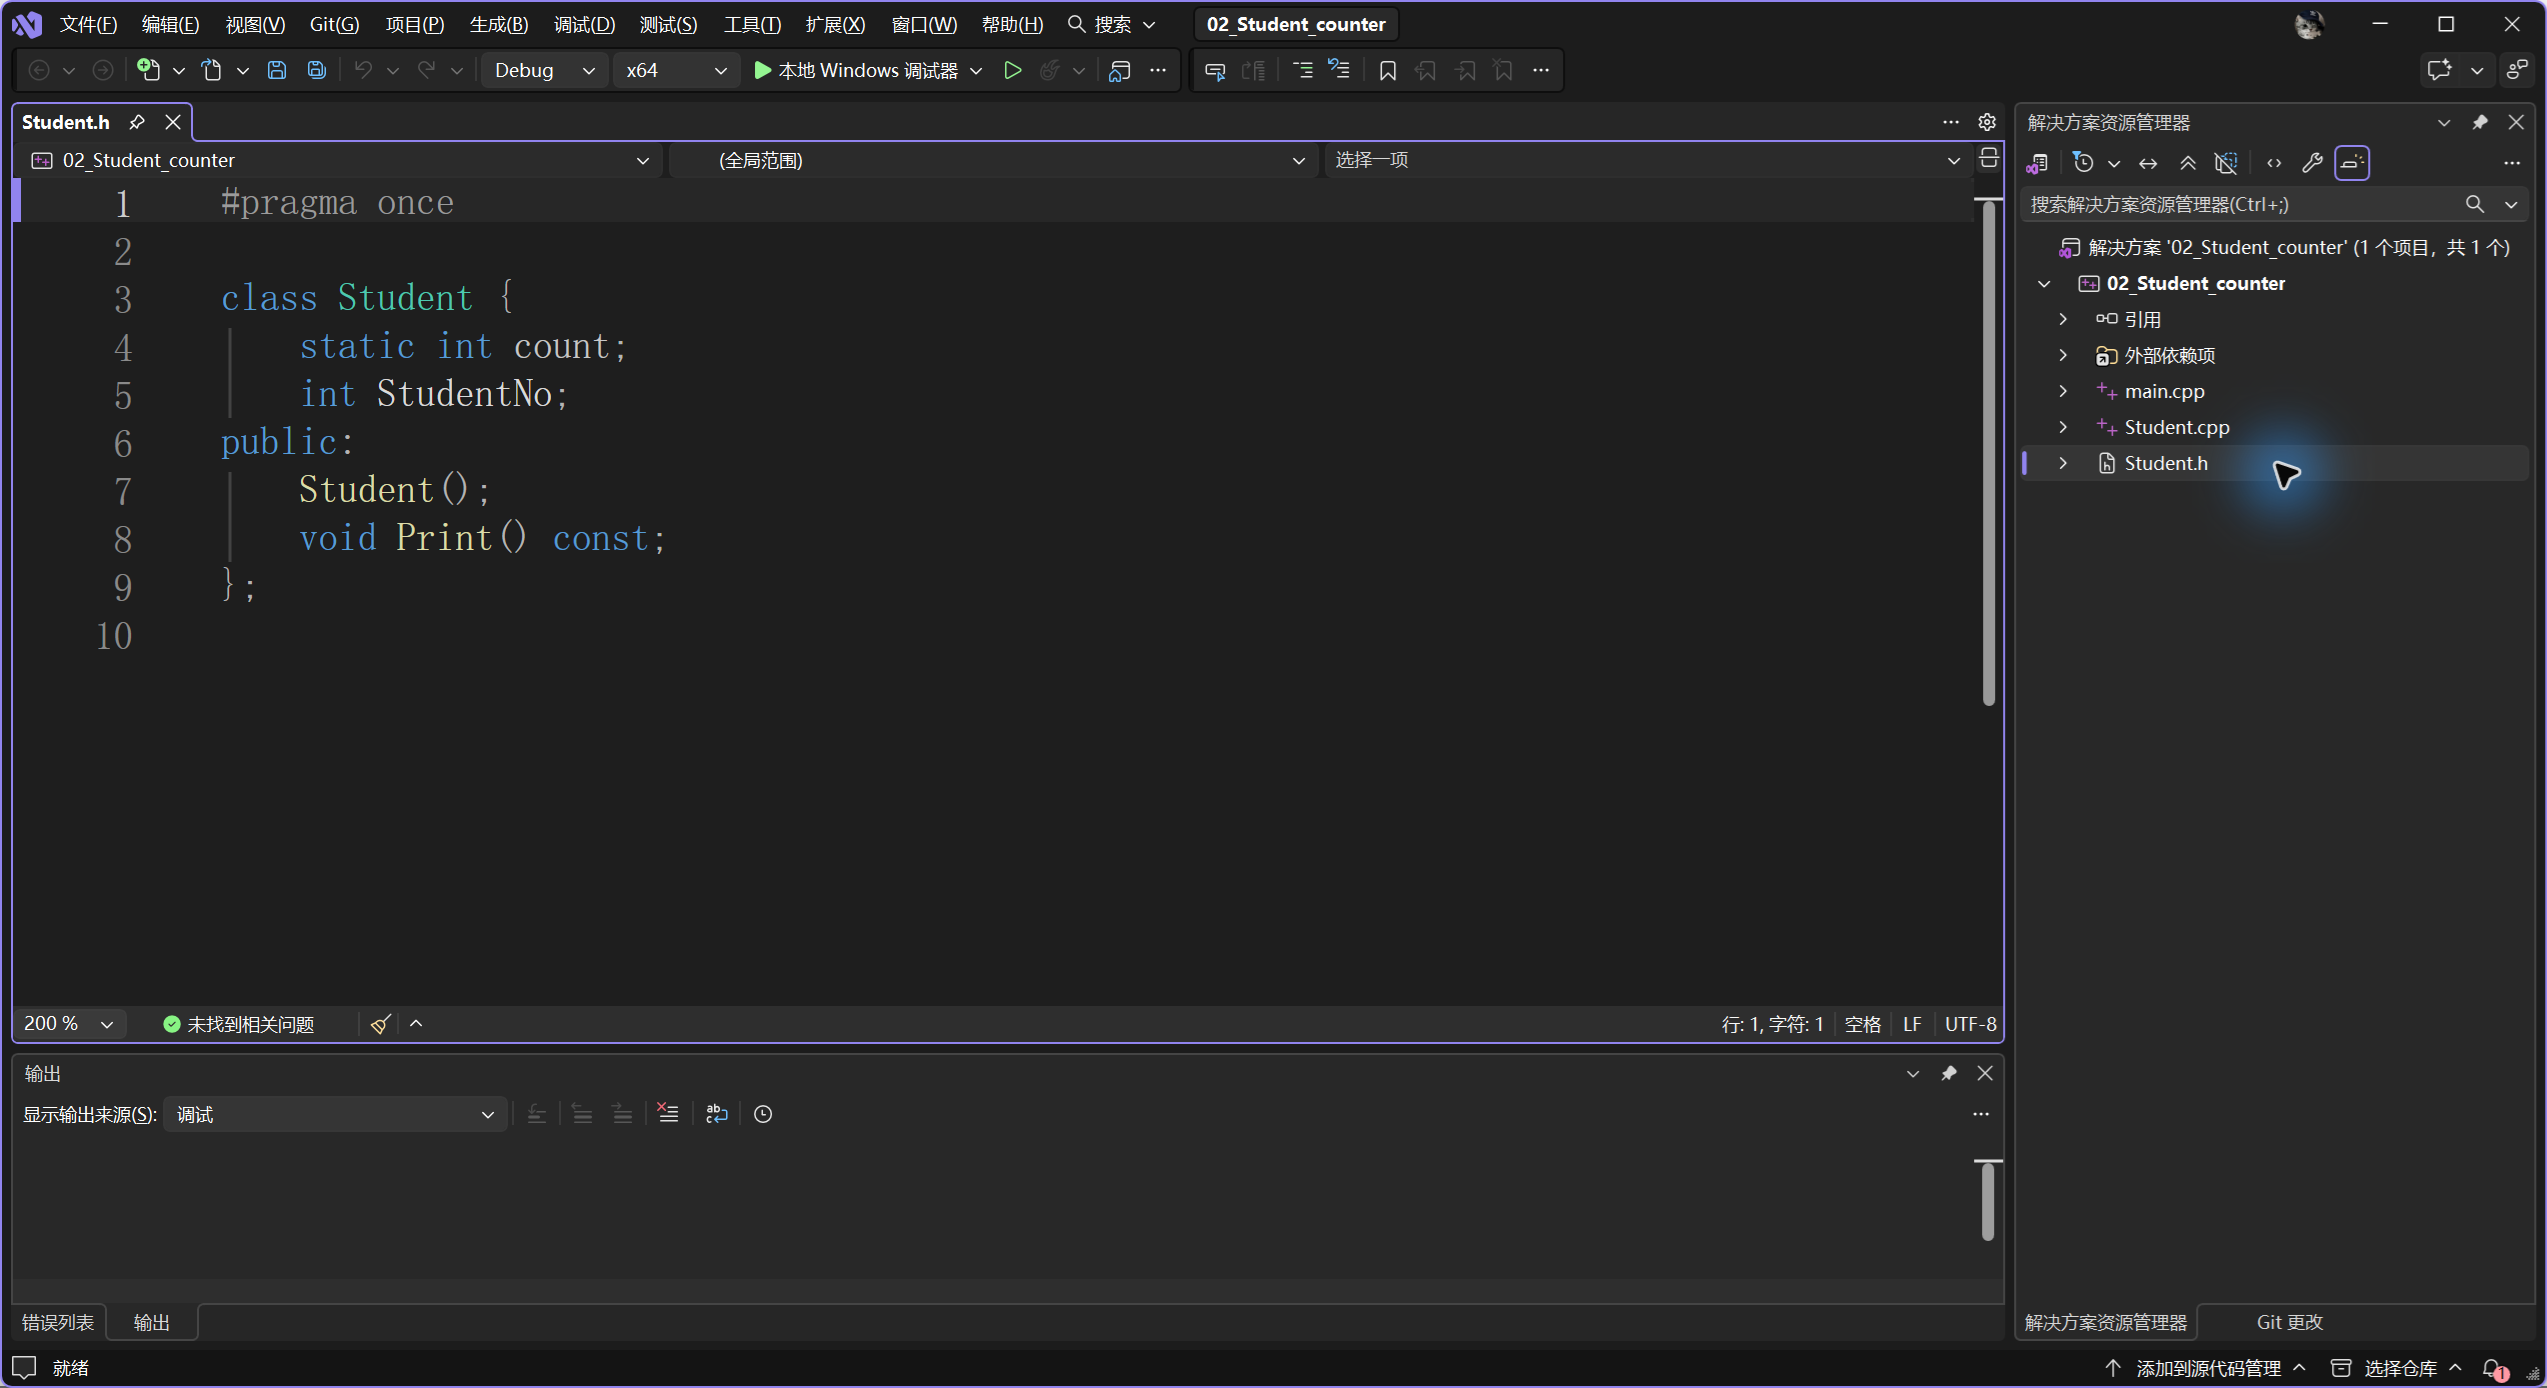 文件(F) 编辑(E) 视图(V) Git(G) 项目(P) 生成(B) 调试(D) 测试(S) 工具(T) 扩展(X) 窗口(W) 帮助(H) 搜索 02_Student_counter
Debug x64 本地 Windows 调试器
Student.h
02_Student_counter (全局范围) 选择一项
1 #pragma once
2
3 class Student {
4 static int count;
5 int StudentNo;
6 public:
7 Student();
8 void Print() const;
9 };
10
200 % 未找到相关问题 行: 1, 字符: 1 空格 LF UTF-8
输出
显示输出来源(S): 调试
错误列表 输出
解决方案资源管理器
搜索解决方案资源管理器(Ctrl+;)
解决方案 '02_Student_counter' (1 个项目，共 1 个)
02_Student_counter
引用
外部依赖项
main.cpp
Student.cpp
Student.h
解决方案资源管理器 Git 更改
就绪 添加到源代码管理 选择仓库 1